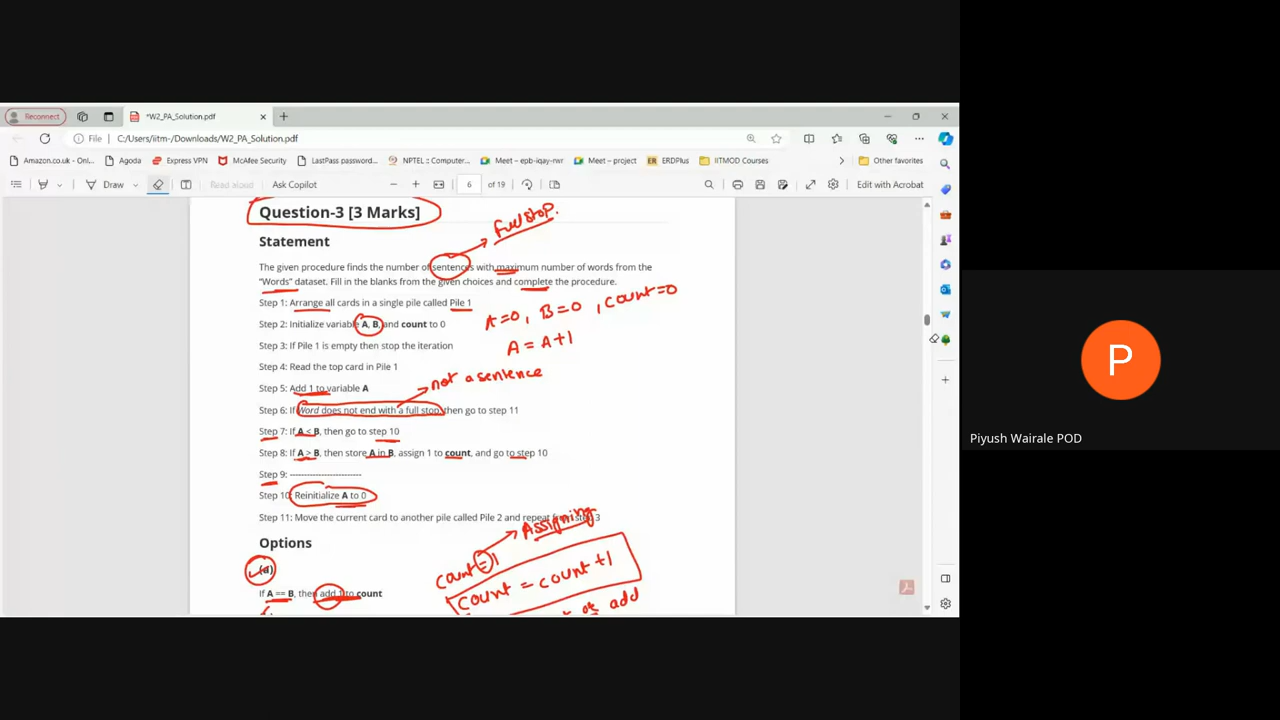 Reconnect
*W2_PA_Solution.pdf
File
C:/Users/iitm-/Downloads/W2_PA_Solution.pdf
Amazon.co.uk - Onl...
Agoda
Express VPN
McAfee Security
LastPass password...
NPTEL :: Computer...
Meet – epb-iqay-rwr
Meet – project
ER ERDPlus
IITMOD Courses
Other favorites
Draw
Read aloud
Ask Copilot
6
of 19
Edit with Acrobat
Question-3 [3 Marks]
Full stop.
Statement
The given procedure finds the number of sentences with maximum number of words from the
"Words" dataset. Fill in the blanks from the given choices and complete the procedure.
Step 1: Arrange all cards in a single pile called Pile 1
A=0, B=0, count=0
Step 2: Initialize variable A, B, and count to 0
A = A+1
Step 3: If Pile 1 is empty then stop the iteration
Step 4: Read the top card in Pile 1
not a sentence
Step 5: Add 1 to variable A
Step 6: If Word does not end with a full stop, then go to step 11
Step 7: If A < B, then go to step 10
Step 8: If A > B, then store A in B, assign 1 to count, and go to step 10
Step 9: -------------------------
Step 10: Reinitialize A to 0
Step 11: Move the current card to another pile called Pile 2 and repeat from step 3
Assigning
Options
count = 1
(a)
count = count +1
If A == B, then add 1 to count
or add
P
Piyush Wairale POD